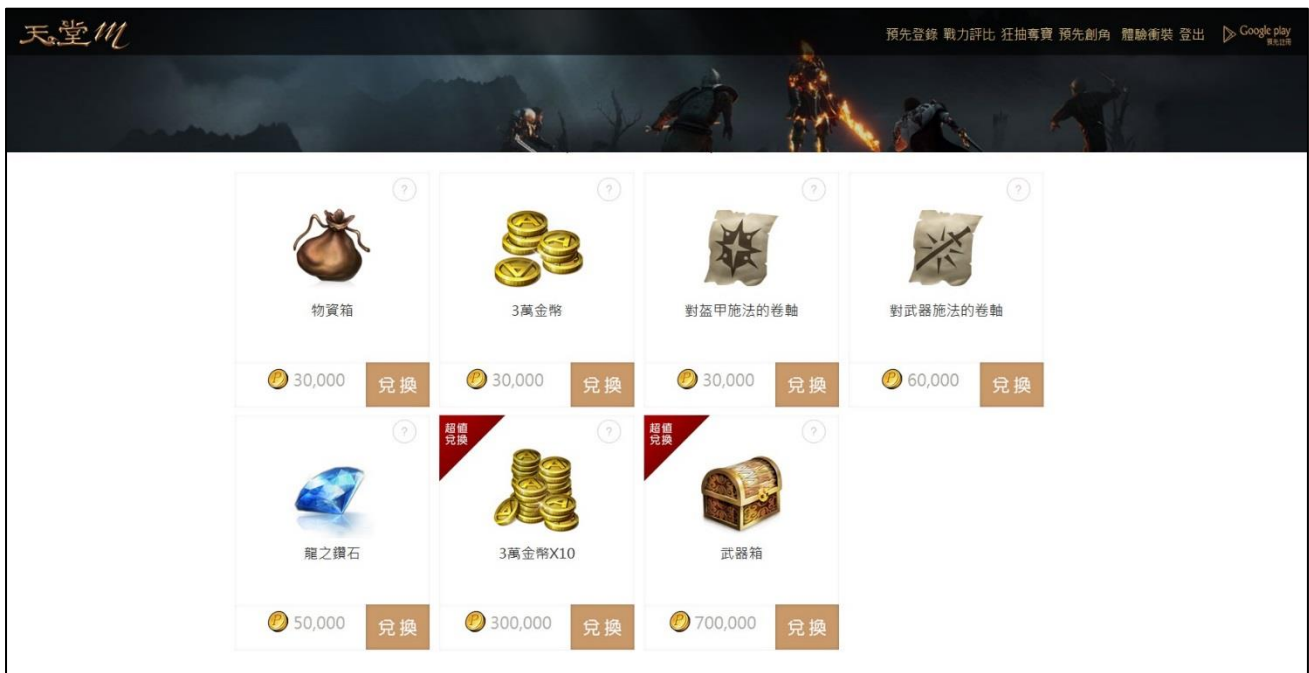 天堂M
預先登錄 戰力評比 狂抽奪寶 預先創角 體驗衝裝 登出 Google play
預先註冊
? ? ? ?
物資箱 3萬金幣 對盔甲施法的卷軸 對武器施法的卷軸
P 30,000 兌換 P 30,000 兌換 P 30,000 兌換 P 60,000 兌換
? 超值 ? 超值 ?
兌換 兌換
龍之鑽石 3萬金幣X10 武器箱
P 50,000 兌換 P 300,000 兌換 P 700,000 兌換